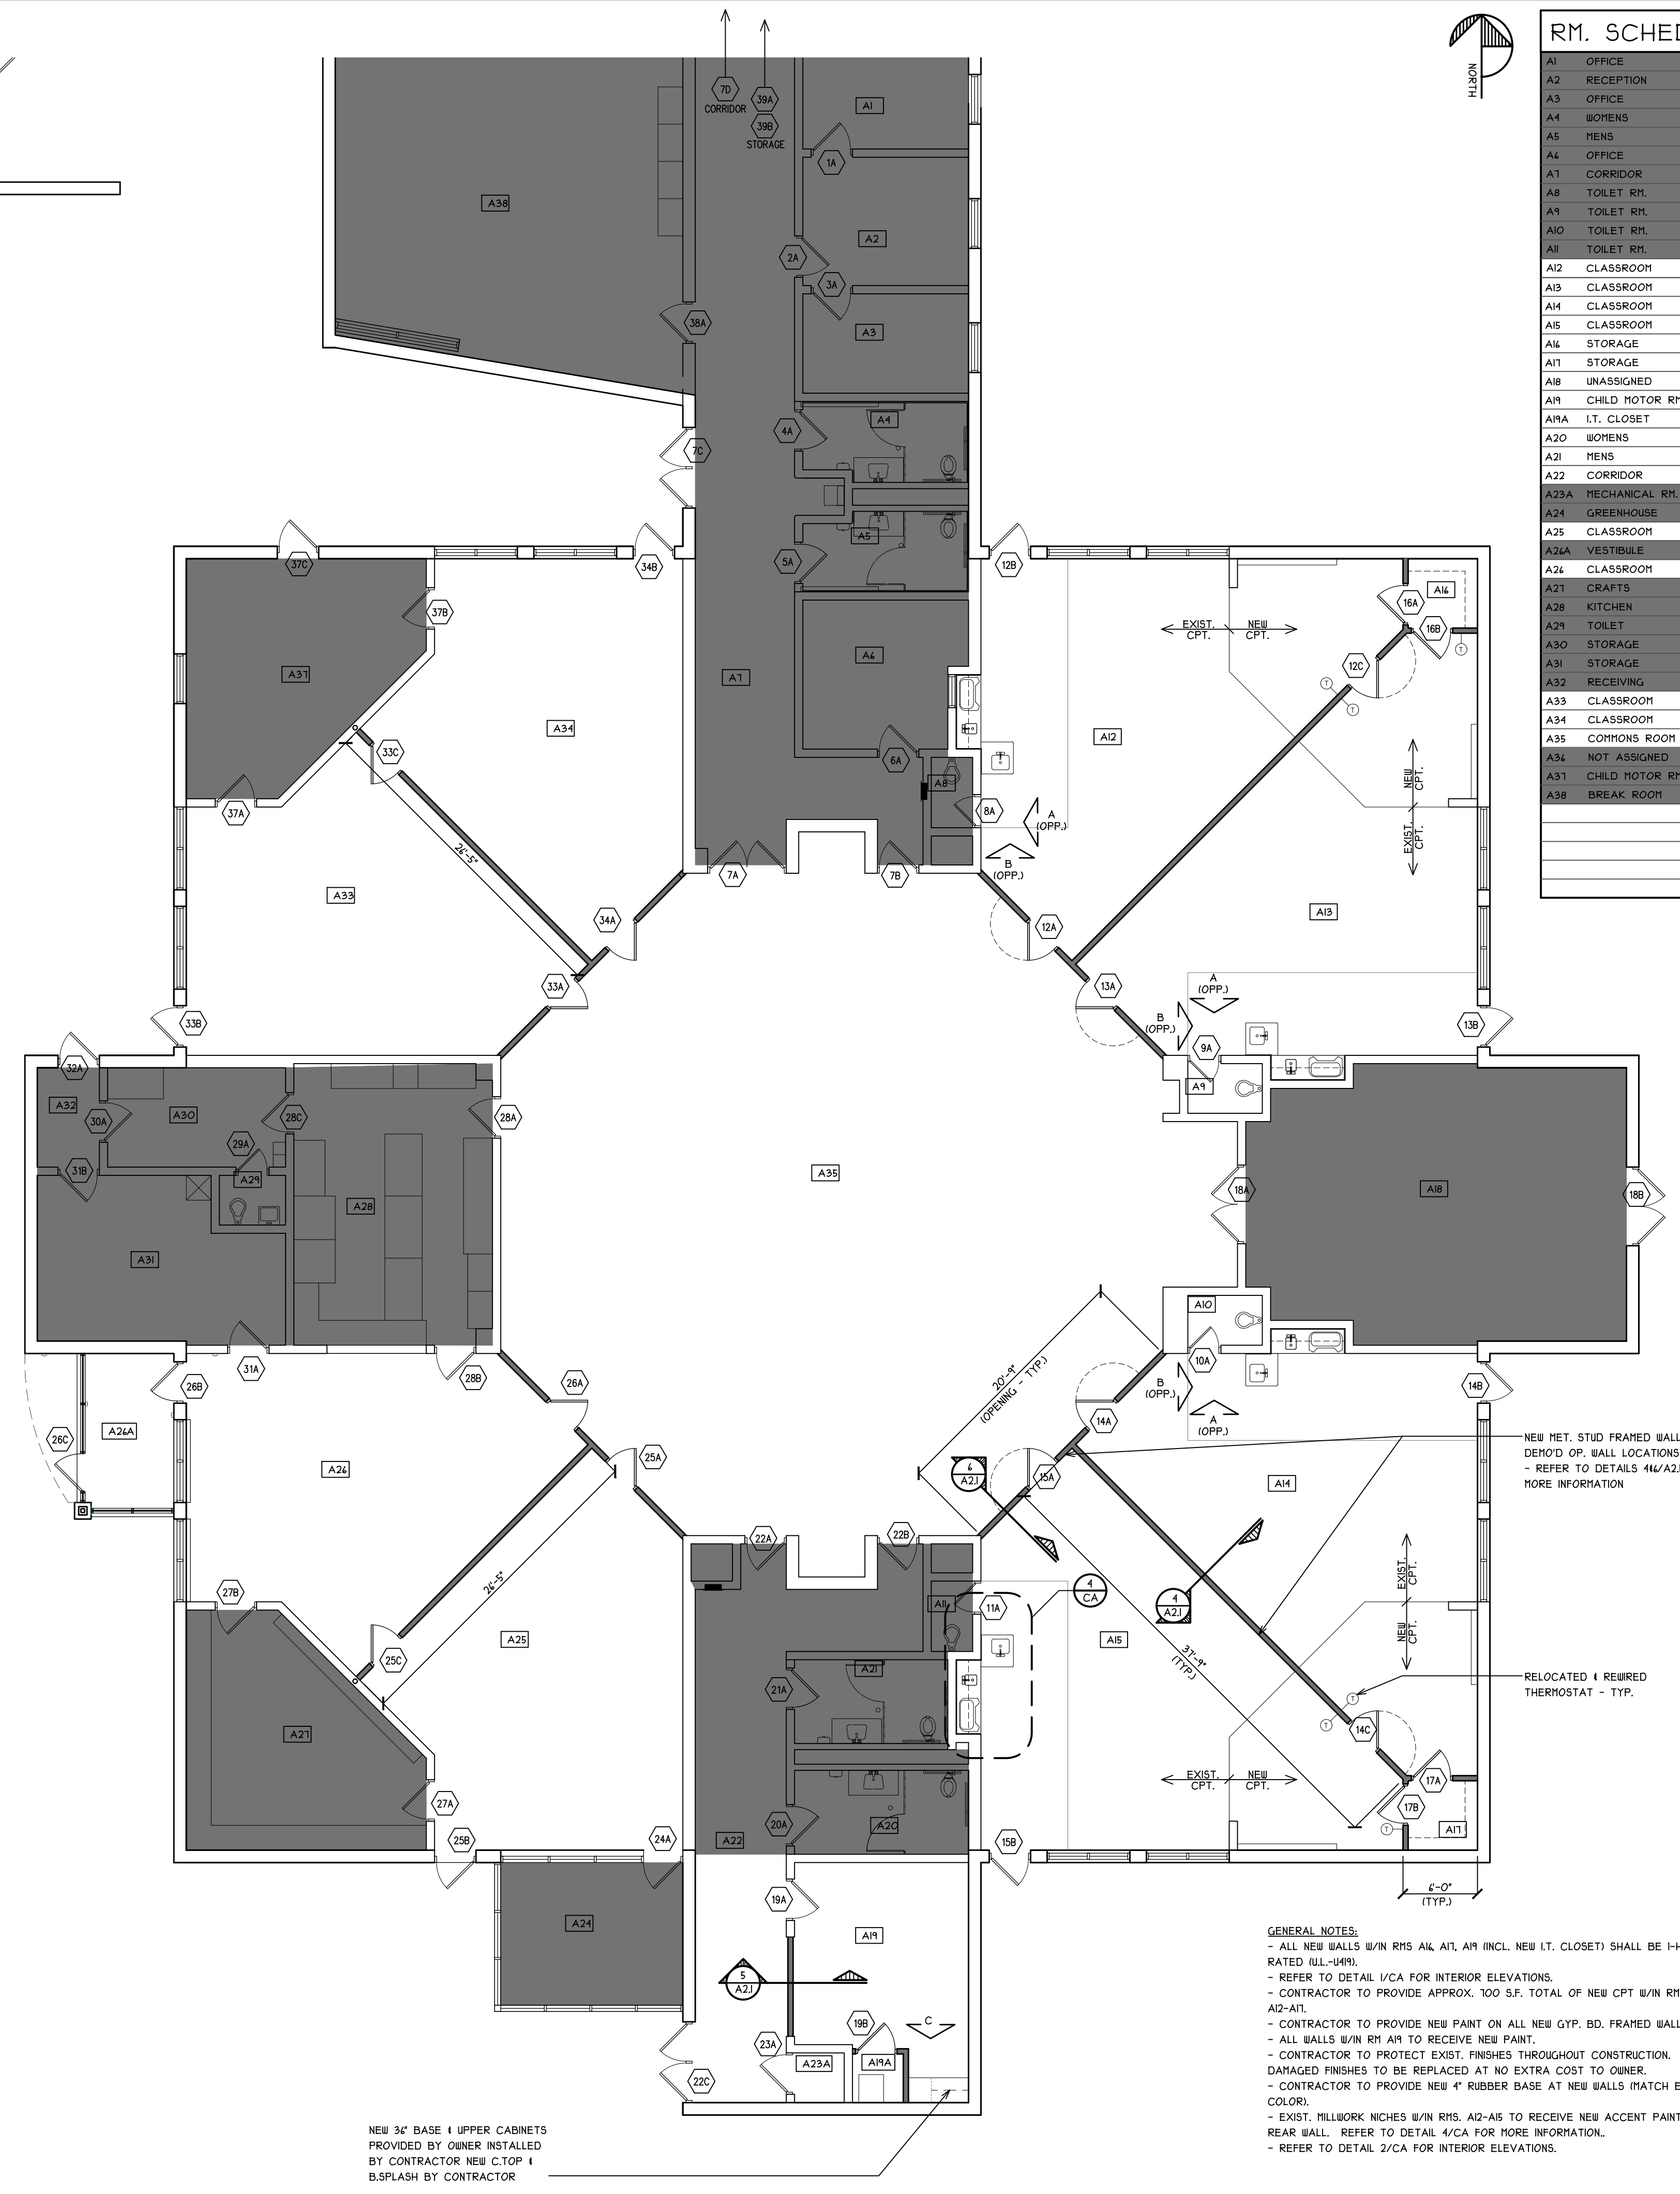 7D
CORRIDOR
39A
39B
STORAGE
NORTH
RM. SCHED
A1 OFFICE
A2 RECEPTION
A3 OFFICE
A4 WOMENS
A5 MENS
A6 OFFICE
A7 CORRIDOR
A8 TOILET RM.
A9 TOILET RM.
A10 TOILET RM.
A11 TOILET RM.
A12 CLASSROOM
A13 CLASSROOM
A14 CLASSROOM
A15 CLASSROOM
A16 STORAGE
A17 STORAGE
A18 UNASSIGNED
A19 CHILD MOTOR RM
A19A I.T. CLOSET
A20 WOMENS
A21 MENS
A22 CORRIDOR
A23A MECHANICAL RM.
A24 GREENHOUSE
A25 CLASSROOM
A26A VESTIBULE
A26 CLASSROOM
A27 CRAFTS
A28 KITCHEN
A29 TOILET
A30 STORAGE
A31 STORAGE
A32 RECEIVING
A33 CLASSROOM
A34 CLASSROOM
A35 COMMONS ROOM
A36 NOT ASSIGNED
A37 CHILD MOTOR RM
A38 BREAK ROOM
A1
1A
A38
A2
2A
3A
38A
A3
A4
4A
7C
A5
5A
37C
34B
12B
37B
A16
16A
16B
EXIST. CPT.
NEW CPT.
T
A6
12C
A37
A7
T
T
A34
A12
33C
6A
NEW CPT.
A8
37A
8A
A
(OPP.)
EXIST. CPT.
26'-5"
B
(OPP.)
7A
7B
A33
A13
34A
12A
33A
13A
A
(OPP.)
33B
B
(OPP.)
13B
9A
32A
A9
A32
A30
28C
28A
30A
29A
31B
A29
A35
18A
A18
18B
A28
A31
A10
31A
28B
10A
26B
26A
20'-9"
(OPENING - TYP.)
B
(OPP.)
14B
14A
A
(OPP.)
A26A
26C
NEW MET. STUD FRAMED WALL
DEMO'D OP. WALL LOCATIONS
- REFER TO DETAILS 4&6/A2.1
MORE INFORMATION
25A
A26
6
A2.1
15A
A14
22A
22B
EXIST. CPT.
26'-5"
27B
4
CA
4
A2.1
A11
11A
NEW CPT.
A25
A15
25C
A21
37'-9"
(TYP.)
21A
RELOCATED & REWIRED
THERMOSTAT - TYP.
T
T
14C
A27
EXIST. CPT.
NEW CPT.
17A
27A
17B
20A
A20
T
A17
25B
24A
A22
15B
6'-0"
(TYP.)
19A
A24
A19
5
A2.1
19B
C
23A
A23A
A19A
22C
GENERAL NOTES:
- ALL NEW WALLS W/IN RMS A16, A17, A19 (INCL. NEW I.T. CLOSET) SHALL BE 1-H
RATED (U.L.-U419).
- REFER TO DETAIL 1/CA FOR INTERIOR ELEVATIONS.
- CONTRACTOR TO PROVIDE APPROX. 700 S.F. TOTAL OF NEW CPT W/IN RM
A12-A17.
- CONTRACTOR TO PROVIDE NEW PAINT ON ALL NEW GYP. BD. FRAMED WALL
- ALL WALLS W/IN RM A19 TO RECEIVE NEW PAINT.
- CONTRACTOR TO PROTECT EXIST. FINISHES THROUGHOUT CONSTRUCTION.
DAMAGED FINISHES TO BE REPLACED AT NO EXTRA COST TO OWNER.
- CONTRACTOR TO PROVIDE NEW 4" RUBBER BASE AT NEW WALLS (MATCH E
COLOR).
- EXIST. MILLWORK NICHES W/IN RMS. A12-A15 TO RECEIVE NEW ACCENT PAINT
REAR WALL. REFER TO DETAIL 4/CA FOR MORE INFORMATION..
- REFER TO DETAIL 2/CA FOR INTERIOR ELEVATIONS.
NEW 36" BASE & UPPER CABINETS
PROVIDED BY OWNER INSTALLED
BY CONTRACTOR NEW C.TOP &
B.SPLASH BY CONTRACTOR